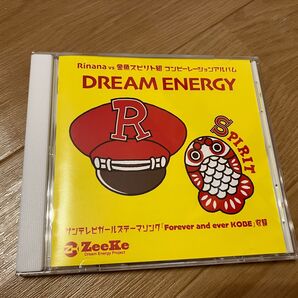 Rinana vs 金魚スピリト組 コンピーレーションアルバム
DREAM ENERGY
R
SPIRIT
サンテレビガールズテーマソング「Forever and ever KOBE」収録
ZeeKe
Dream Energy Project